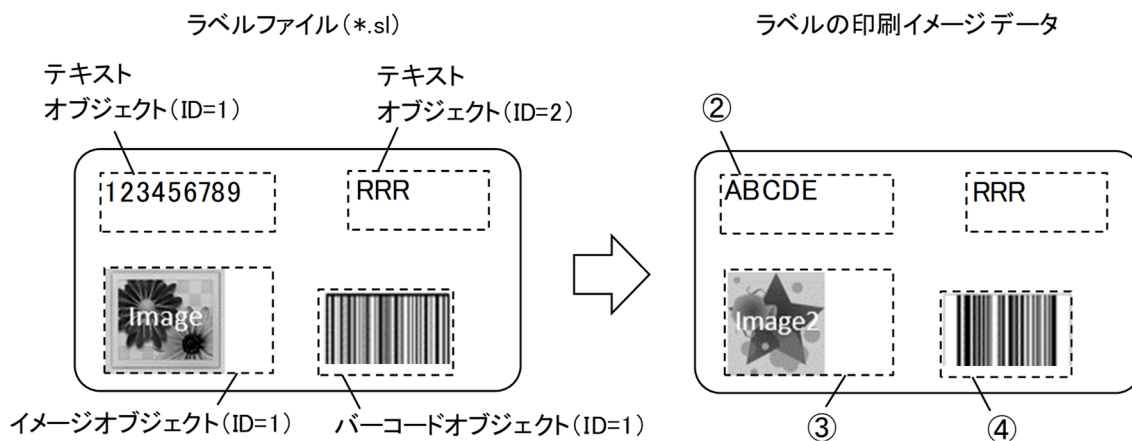 ラベルファイル(*.sl)
ラベルの印刷イメージデータ
テキスト
オブジェクト(ID=1)
テキスト
オブジェクト(ID=2)
②
123456789
RRR
ABCDE
RRR
Image
Image2
イメージオブジェクト(ID=1)
バーコードオブジェクト(ID=1)
③
④